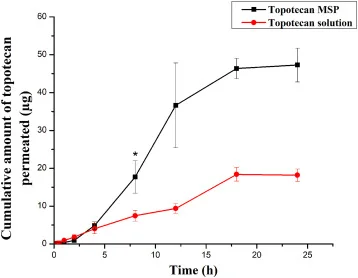 Topotecan MSP
Topotecan solution
Cumulative amount of topotecan
permeated (µg)
60
50
40
30
20
10
0
*
0 5 10 15 20 25
Time (h)